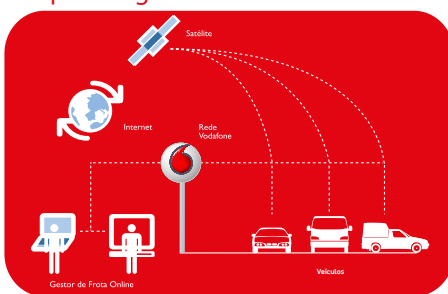 Satélite
Internet
Rede
Vodafone
Veículos
Gestor de Frota Online